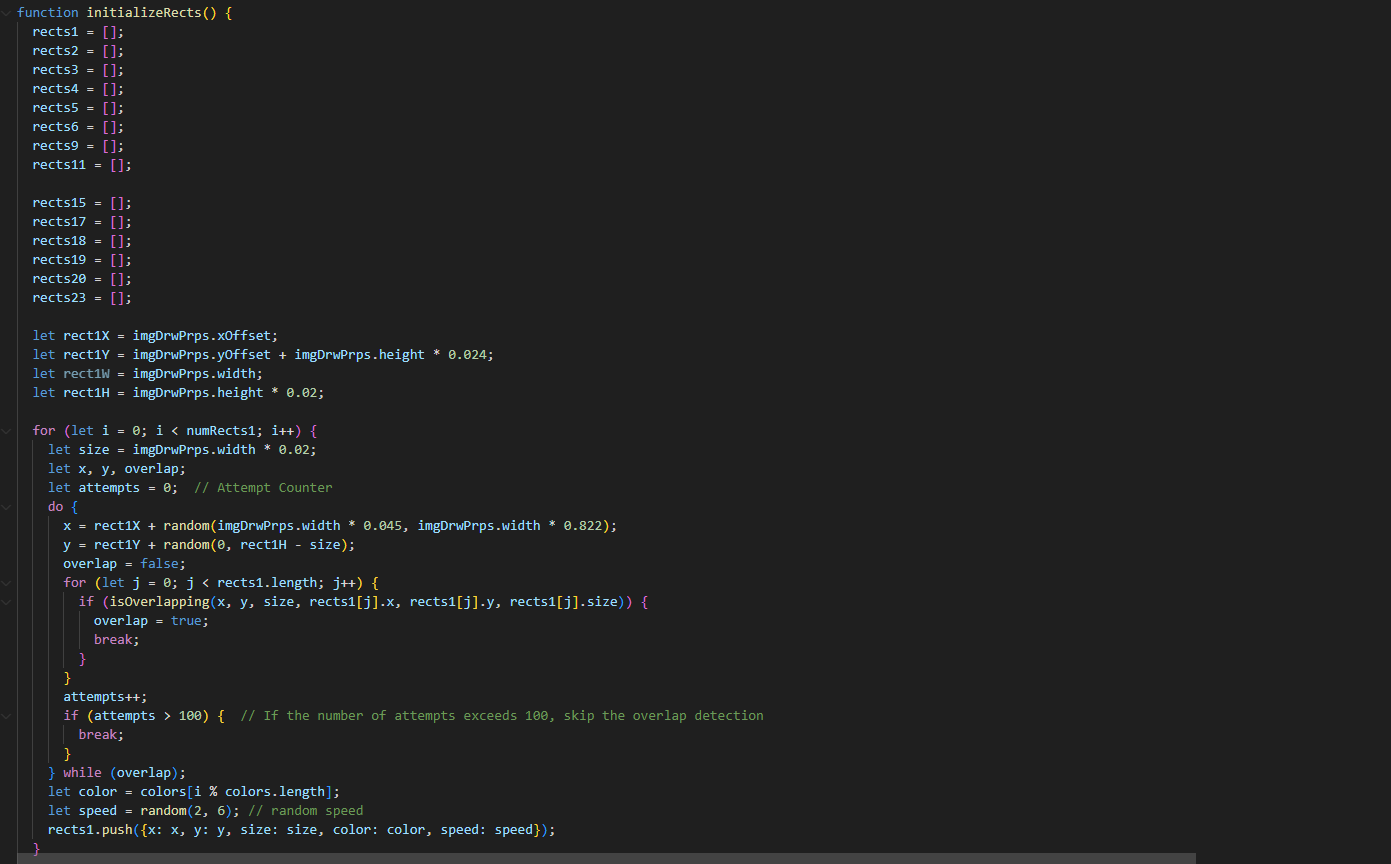 function initializeRects() {
  rects1 = [];
  rects2 = [];
  rects3 = [];
  rects4 = [];
  rects5 = [];
  rects6 = [];
  rects9 = [];
  rects11 = [];

  rects15 = [];
  rects17 = [];
  rects18 = [];
  rects19 = [];
  rects20 = [];
  rects23 = [];

  let rect1X = imgDrwPrps.xOffset;
  let rect1Y = imgDrwPrps.yOffset + imgDrwPrps.height * 0.024;
  let rect1W = imgDrwPrps.width;
  let rect1H = imgDrwPrps.height * 0.02;

  for (let i = 0; i < numRects1; i++) {
    let size = imgDrwPrps.width * 0.02;
    let x, y, overlap;
    let attempts = 0;  // Attempt Counter
    do {
      x = rect1X + random(imgDrwPrps.width * 0.045, imgDrwPrps.width * 0.822);
      y = rect1Y + random(0, rect1H - size);
      overlap = false;
      for (let j = 0; j < rects1.length; j++) {
        if (isOverlapping(x, y, size, rects1[j].x, rects1[j].y, rects1[j].size)) {
          overlap = true;
          break;
        }
      }
      attempts++;
      if (attempts > 100) {  // If the number of attempts exceeds 100, skip the overlap detection
        break;
      }
    } while (overlap);
    let color = colors[i % colors.length];
    let speed = random(2, 6); // random speed
    rects1.push({x: x, y: y, size: size, color: color, speed: speed});
  }